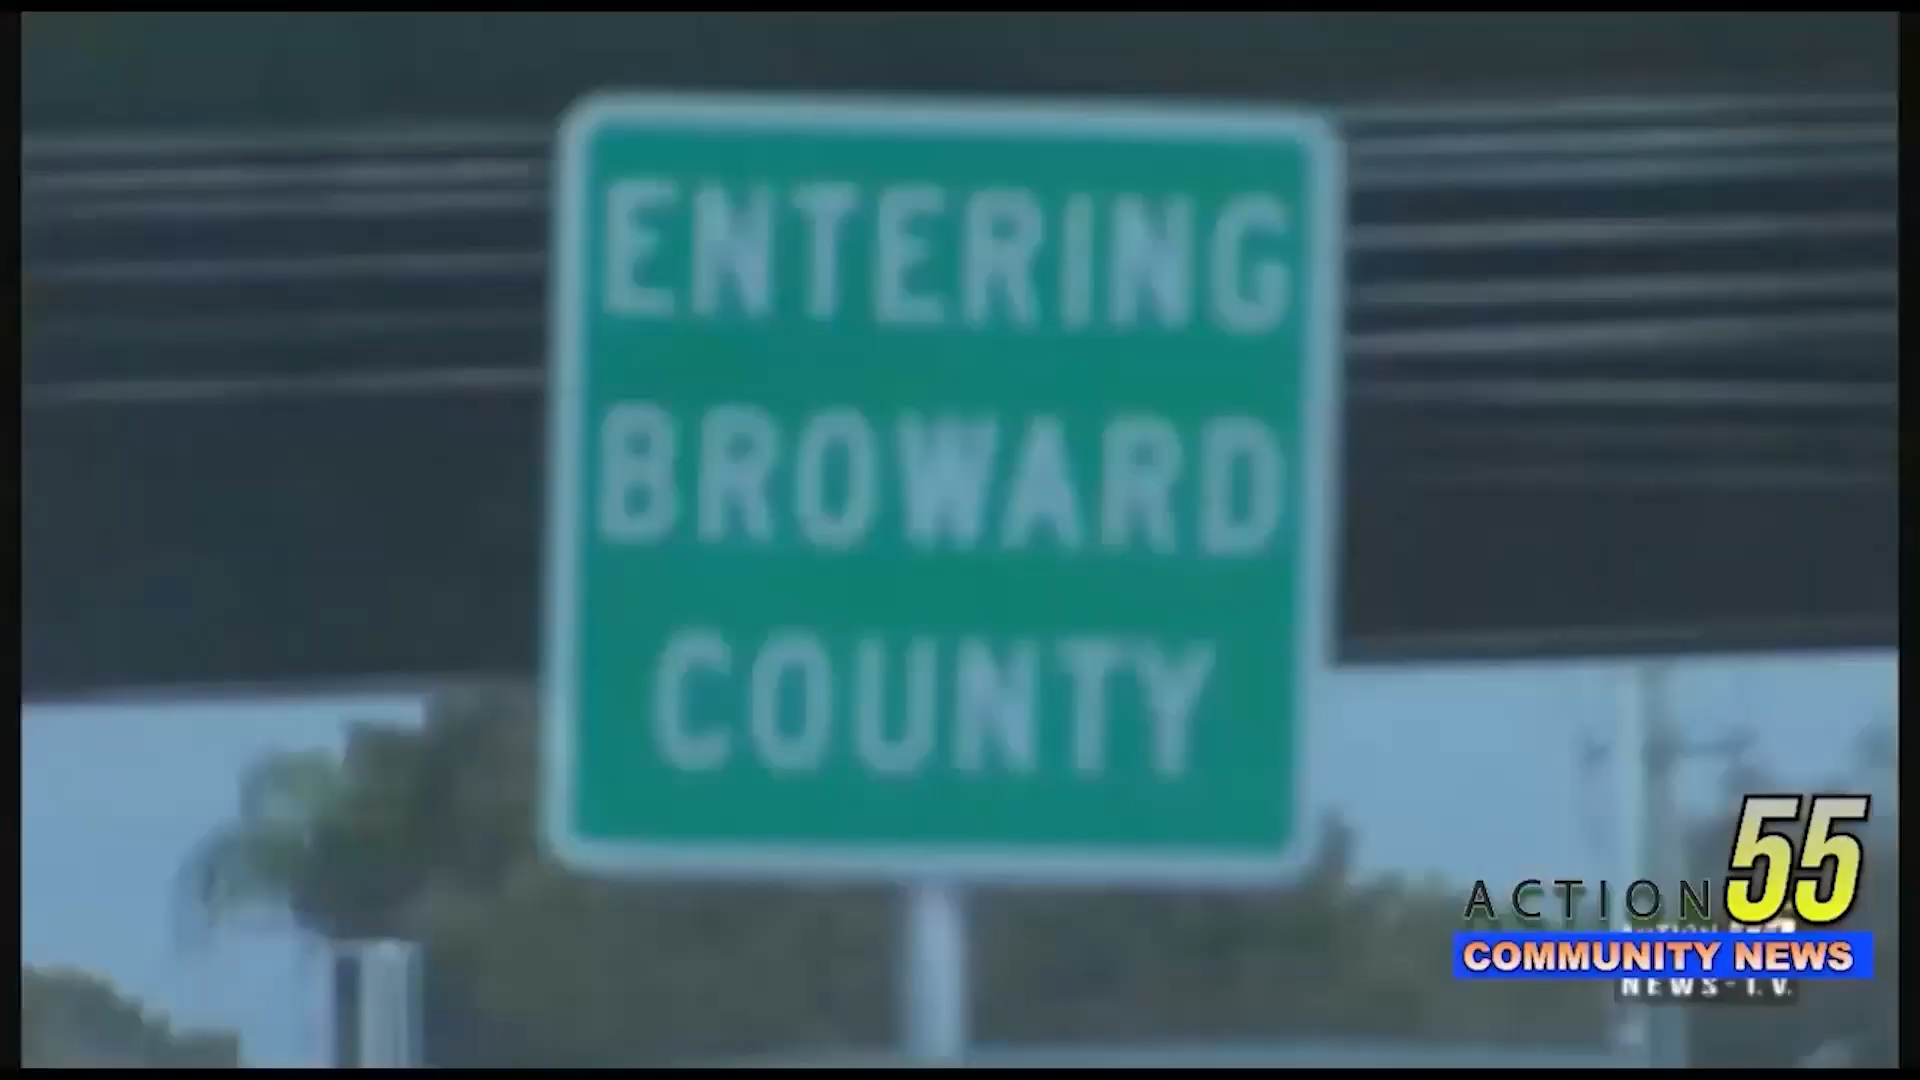 ENTERING
BROWARD
COUNTY
ACTION 55
COMMUNITY NEWS
NEWS-T.V.